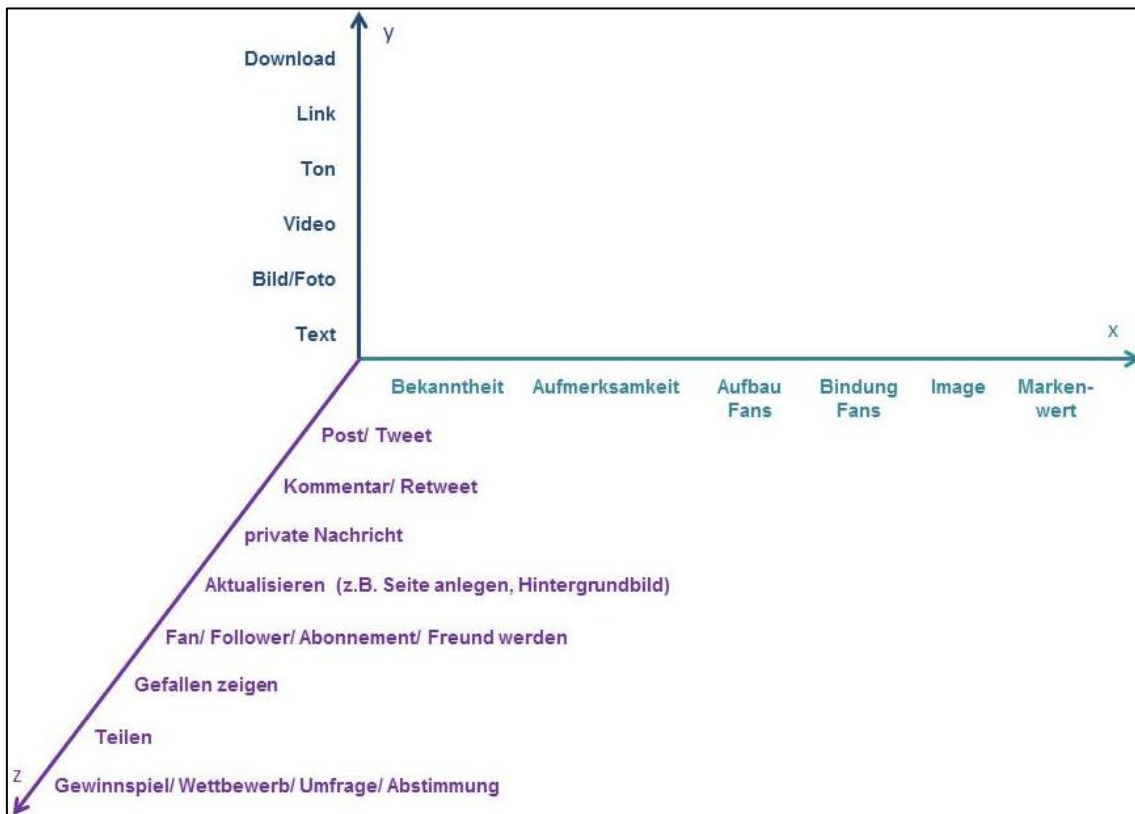 y
Download
Link
Ton
Video
Bild/Foto
Text
x
Bekanntheit
Aufmerksamkeit
Aufbau
Fans
Bindung
Fans
Image
Marken-
wert
Post/ Tweet
Kommentar/ Retweet
private Nachricht
Aktualisieren (z.B. Seite anlegen, Hintergrundbild)
Fan/ Follower/ Abonnement/ Freund werden
Gefallen zeigen
Teilen
z
Gewinnspiel/ Wettbewerb/ Umfrage/ Abstimmung